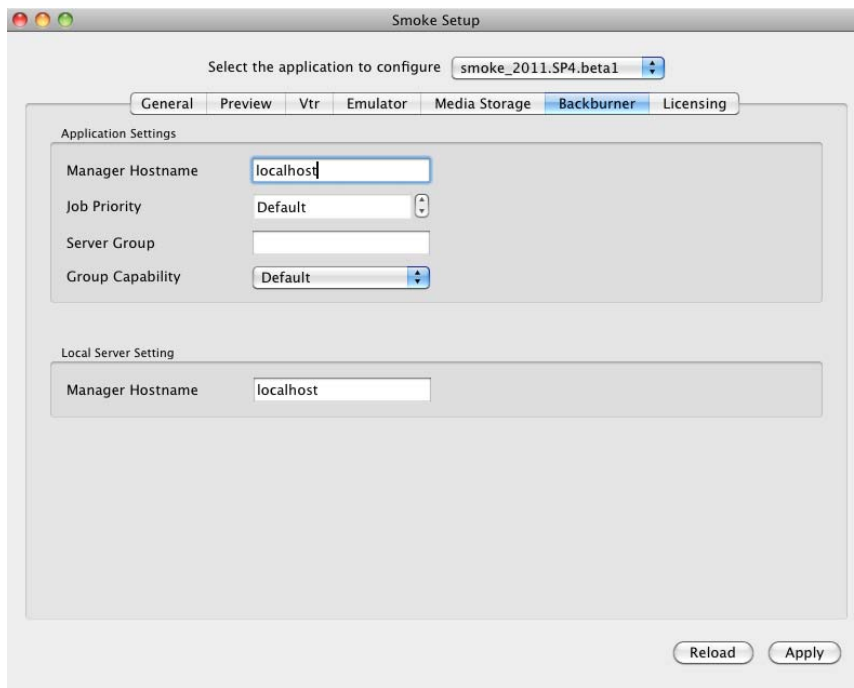 Smoke Setup
Select the application to configure smoke_2011.SP4.beta1
General Preview Vtr Emulator Media Storage Backburner Licensing
Application Settings
Manager Hostname localhost
Job Priority Default
Server Group
Group Capability Default
Local Server Setting
Manager Hostname localhost
Reload Apply